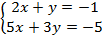 2x + y = −1
5x + 3y = −5